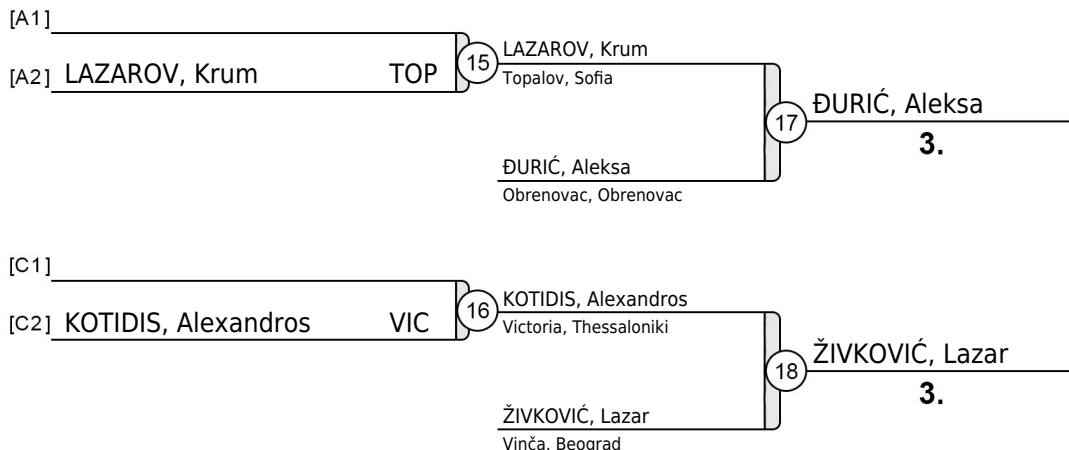 [A1]
[A2] LAZAROV, Krum TOP
15
LAZAROV, Krum
Topalov, Sofia
17
ĐURIĆ, Aleksa
3.
ĐURIĆ, Aleksa
Obrenovac, Obrenovac
[C1]
[C2] KOTIDIS, Alexandros VIC
16
KOTIDIS, Alexandros
Victoria, Thessaloniki
18
ŽIVKOVIĆ, Lazar
3.
ŽIVKOVIĆ, Lazar
Vinča, Beograd